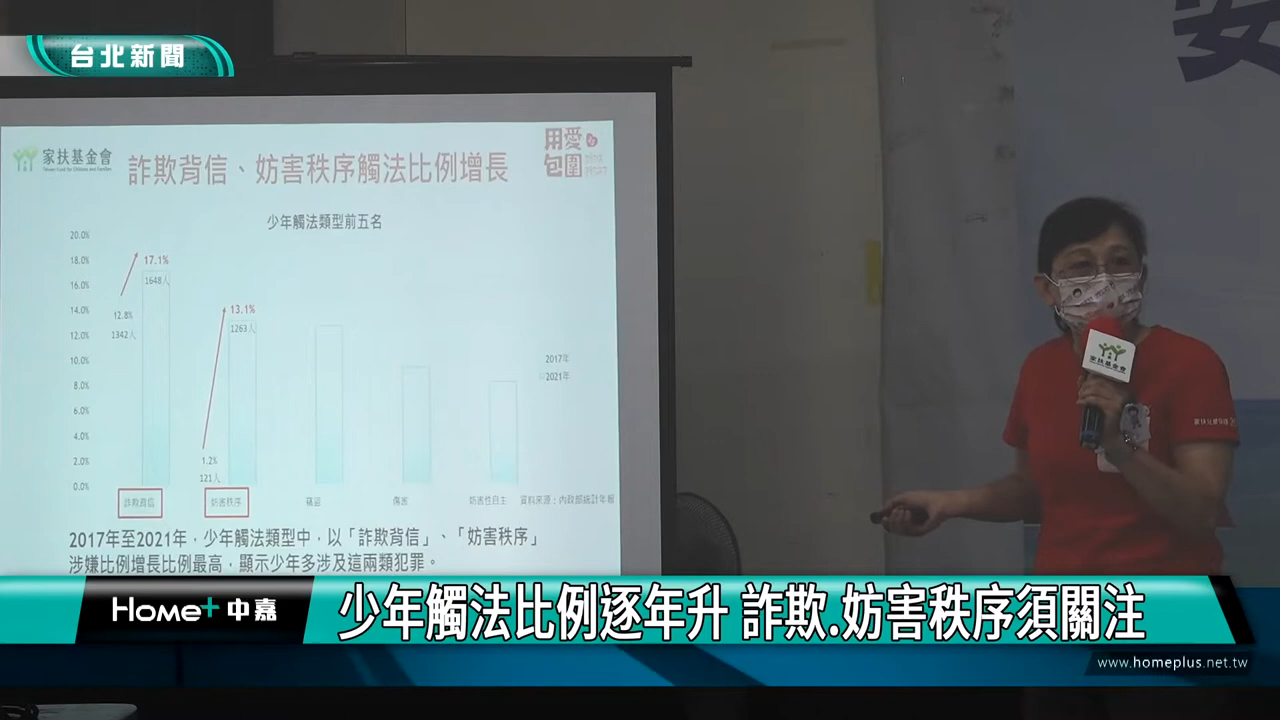 台北新聞
安
家扶基金會
Taiwan Fund for Children and Families
詐欺背信、妨害秩序觸法比例增長
用愛
包圍
少年觸法類型前五名
20.0%
18.0%
16.0%
14.0%
12.0%
10.0%
8.0%
6.0%
4.0%
2.0%
0.0%
17.1%
1648人
12.8%
1342人
13.1%
1263人
1.2%
121人
2017年
2021年
詐欺背信
妨害秩序
竊盜
傷害
妨害性自主
資料來源：內政部統計年報
2017年至2021年，少年觸法類型中，以「詐欺背信」、「妨害秩序」
涉嫌比例增長比例最高，顯示少年多涉及這兩類犯罪。
家扶基金會
Home+中嘉
少年觸法比例逐年升 詐欺.妨害秩序須關注
www.homeplus.net.tw